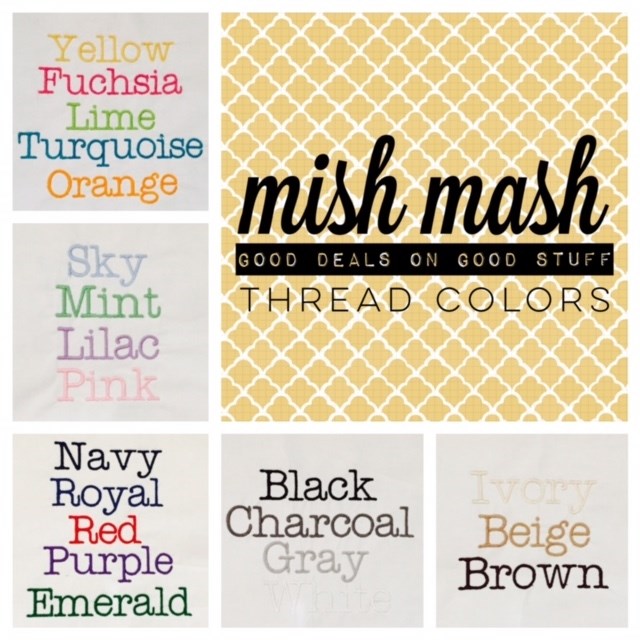 Yellow
Fuchsia
Lime
Turquoise
Orange
mish mash
GOOD DEALS ON GOOD STUFF
THREAD COLORS
Sky
Mint
Lilac
Pink
Navy
Royal
Red
Purple
Emerald
Black
Charcoal
Gray
White
Ivory
Beige
Brown